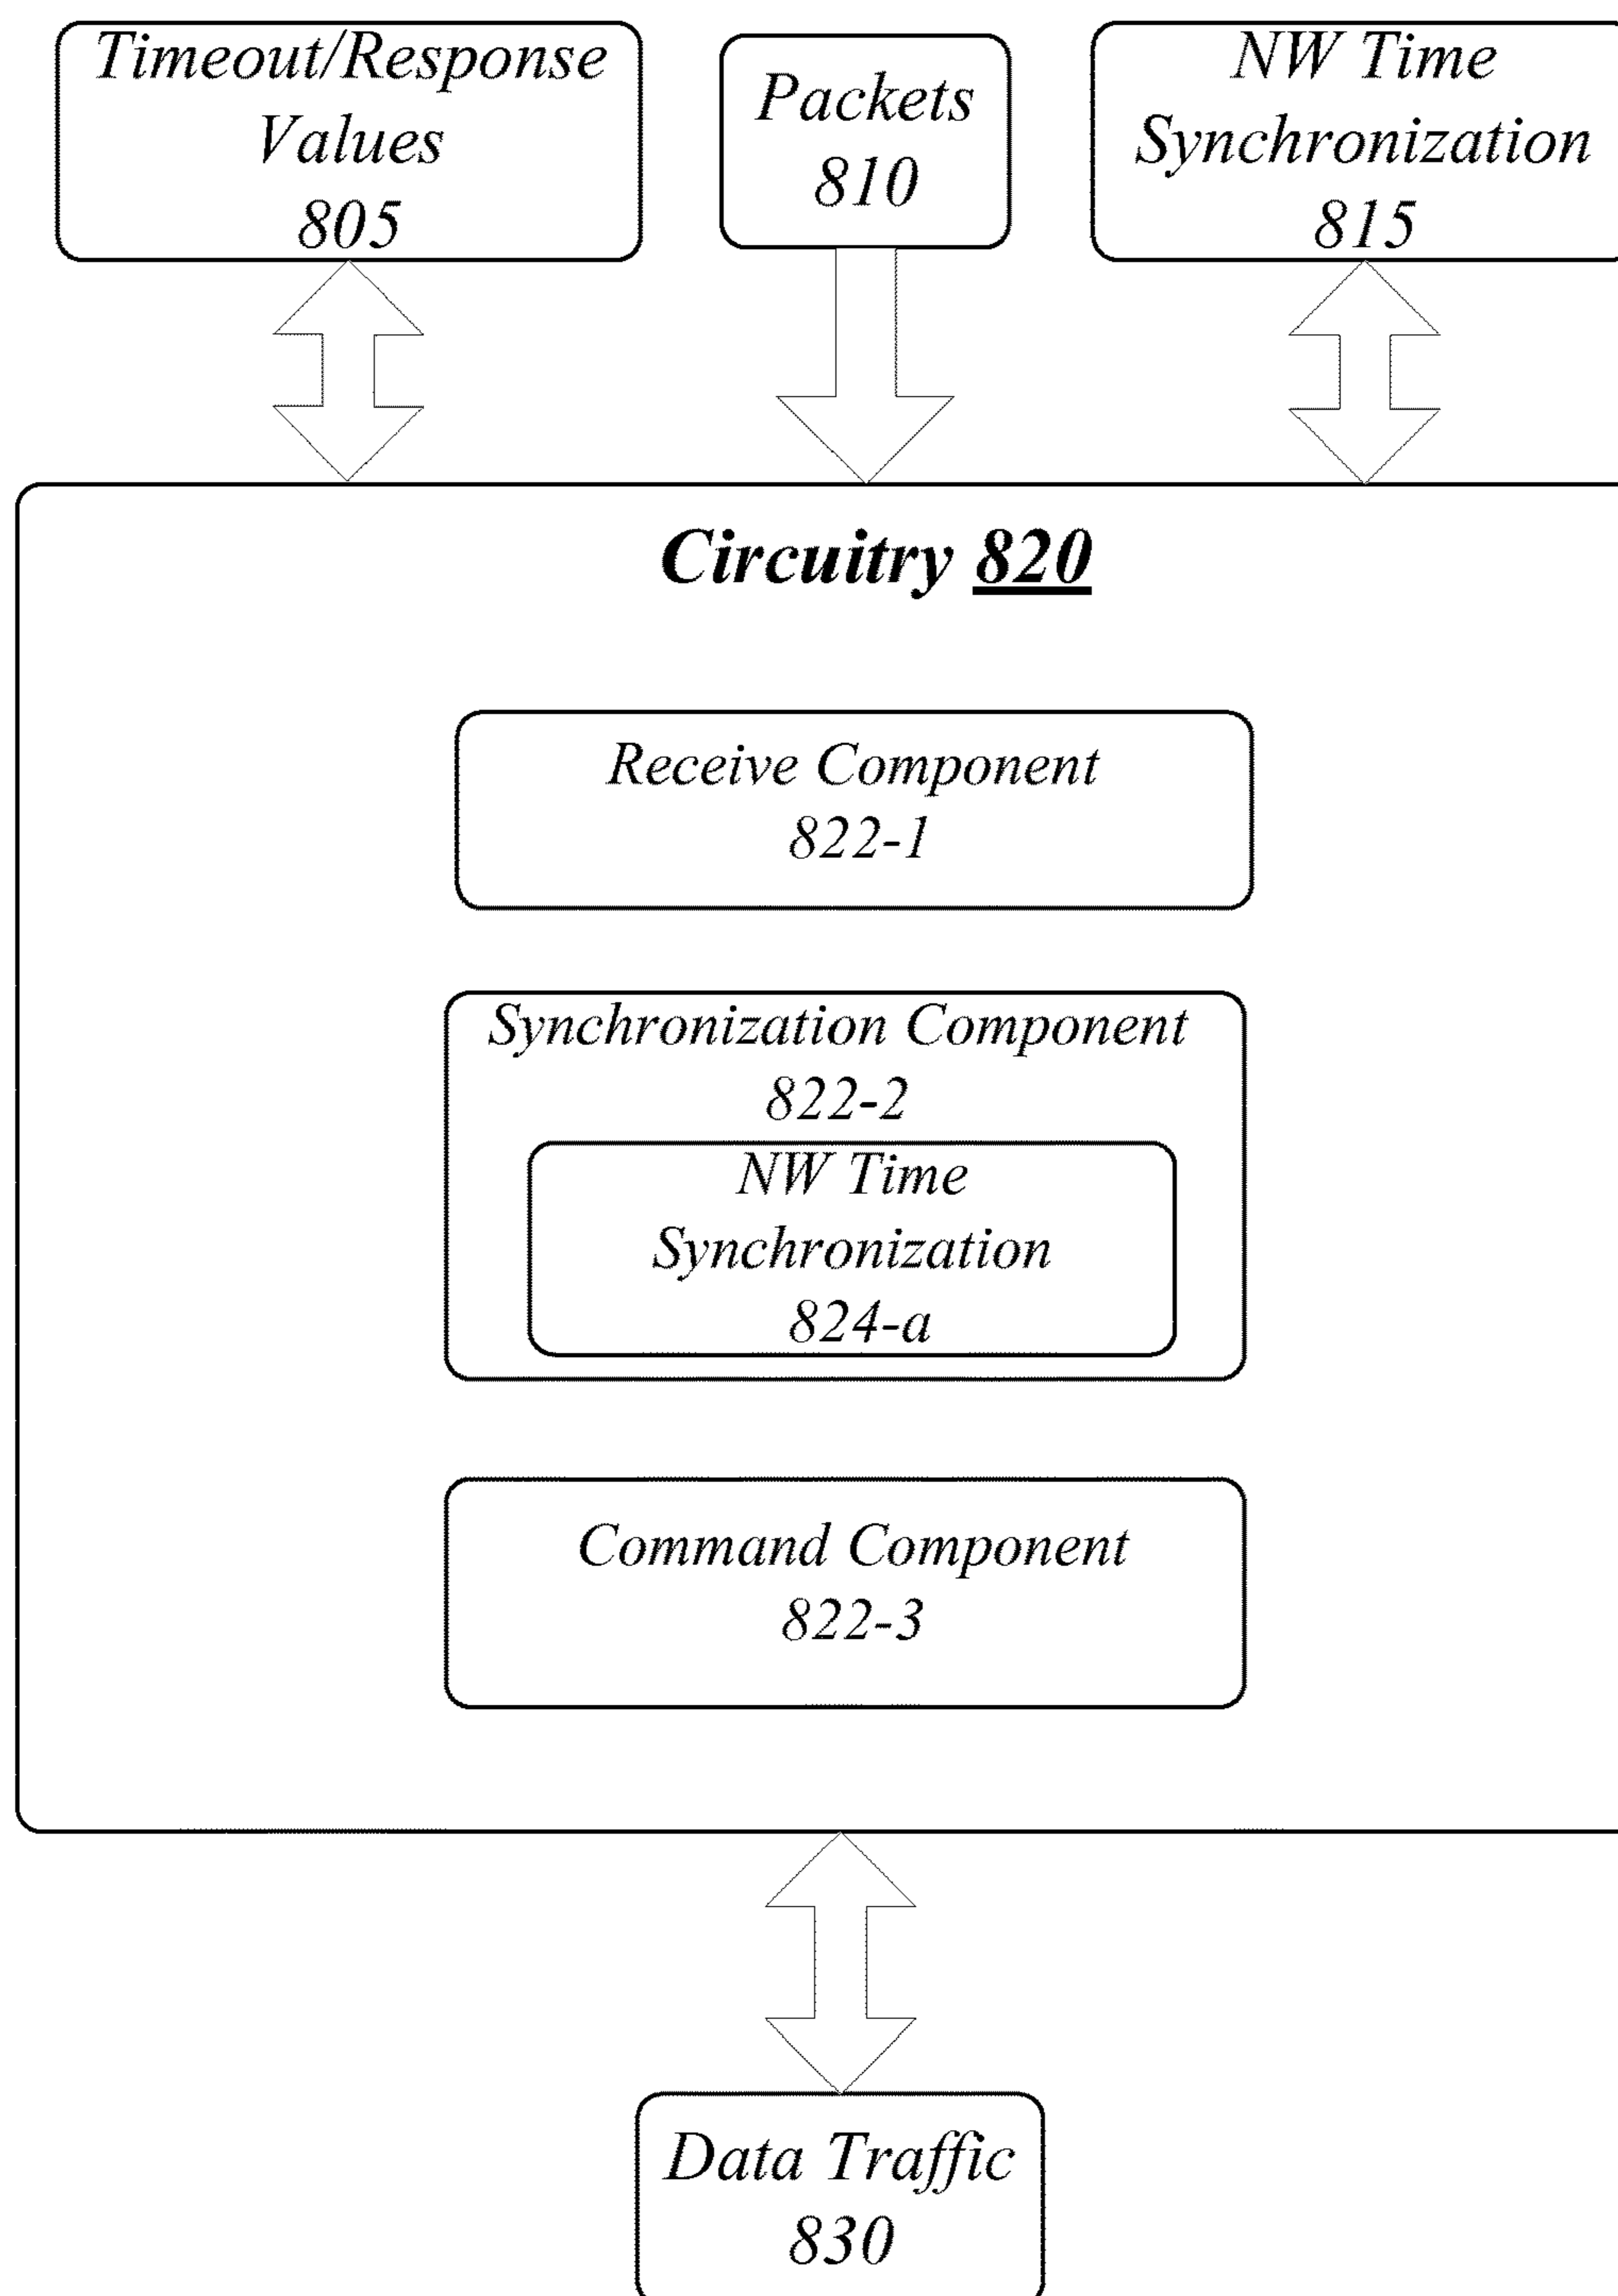 Timeout/Response
Values
805
Packets
810
NW Time
Synchronization
815
Circuitry 820
Receive Component
822-1
Synchronization Component
822-2
NW Time
Synchronization
824-a
Command Component
822-3
Data Traffic
830